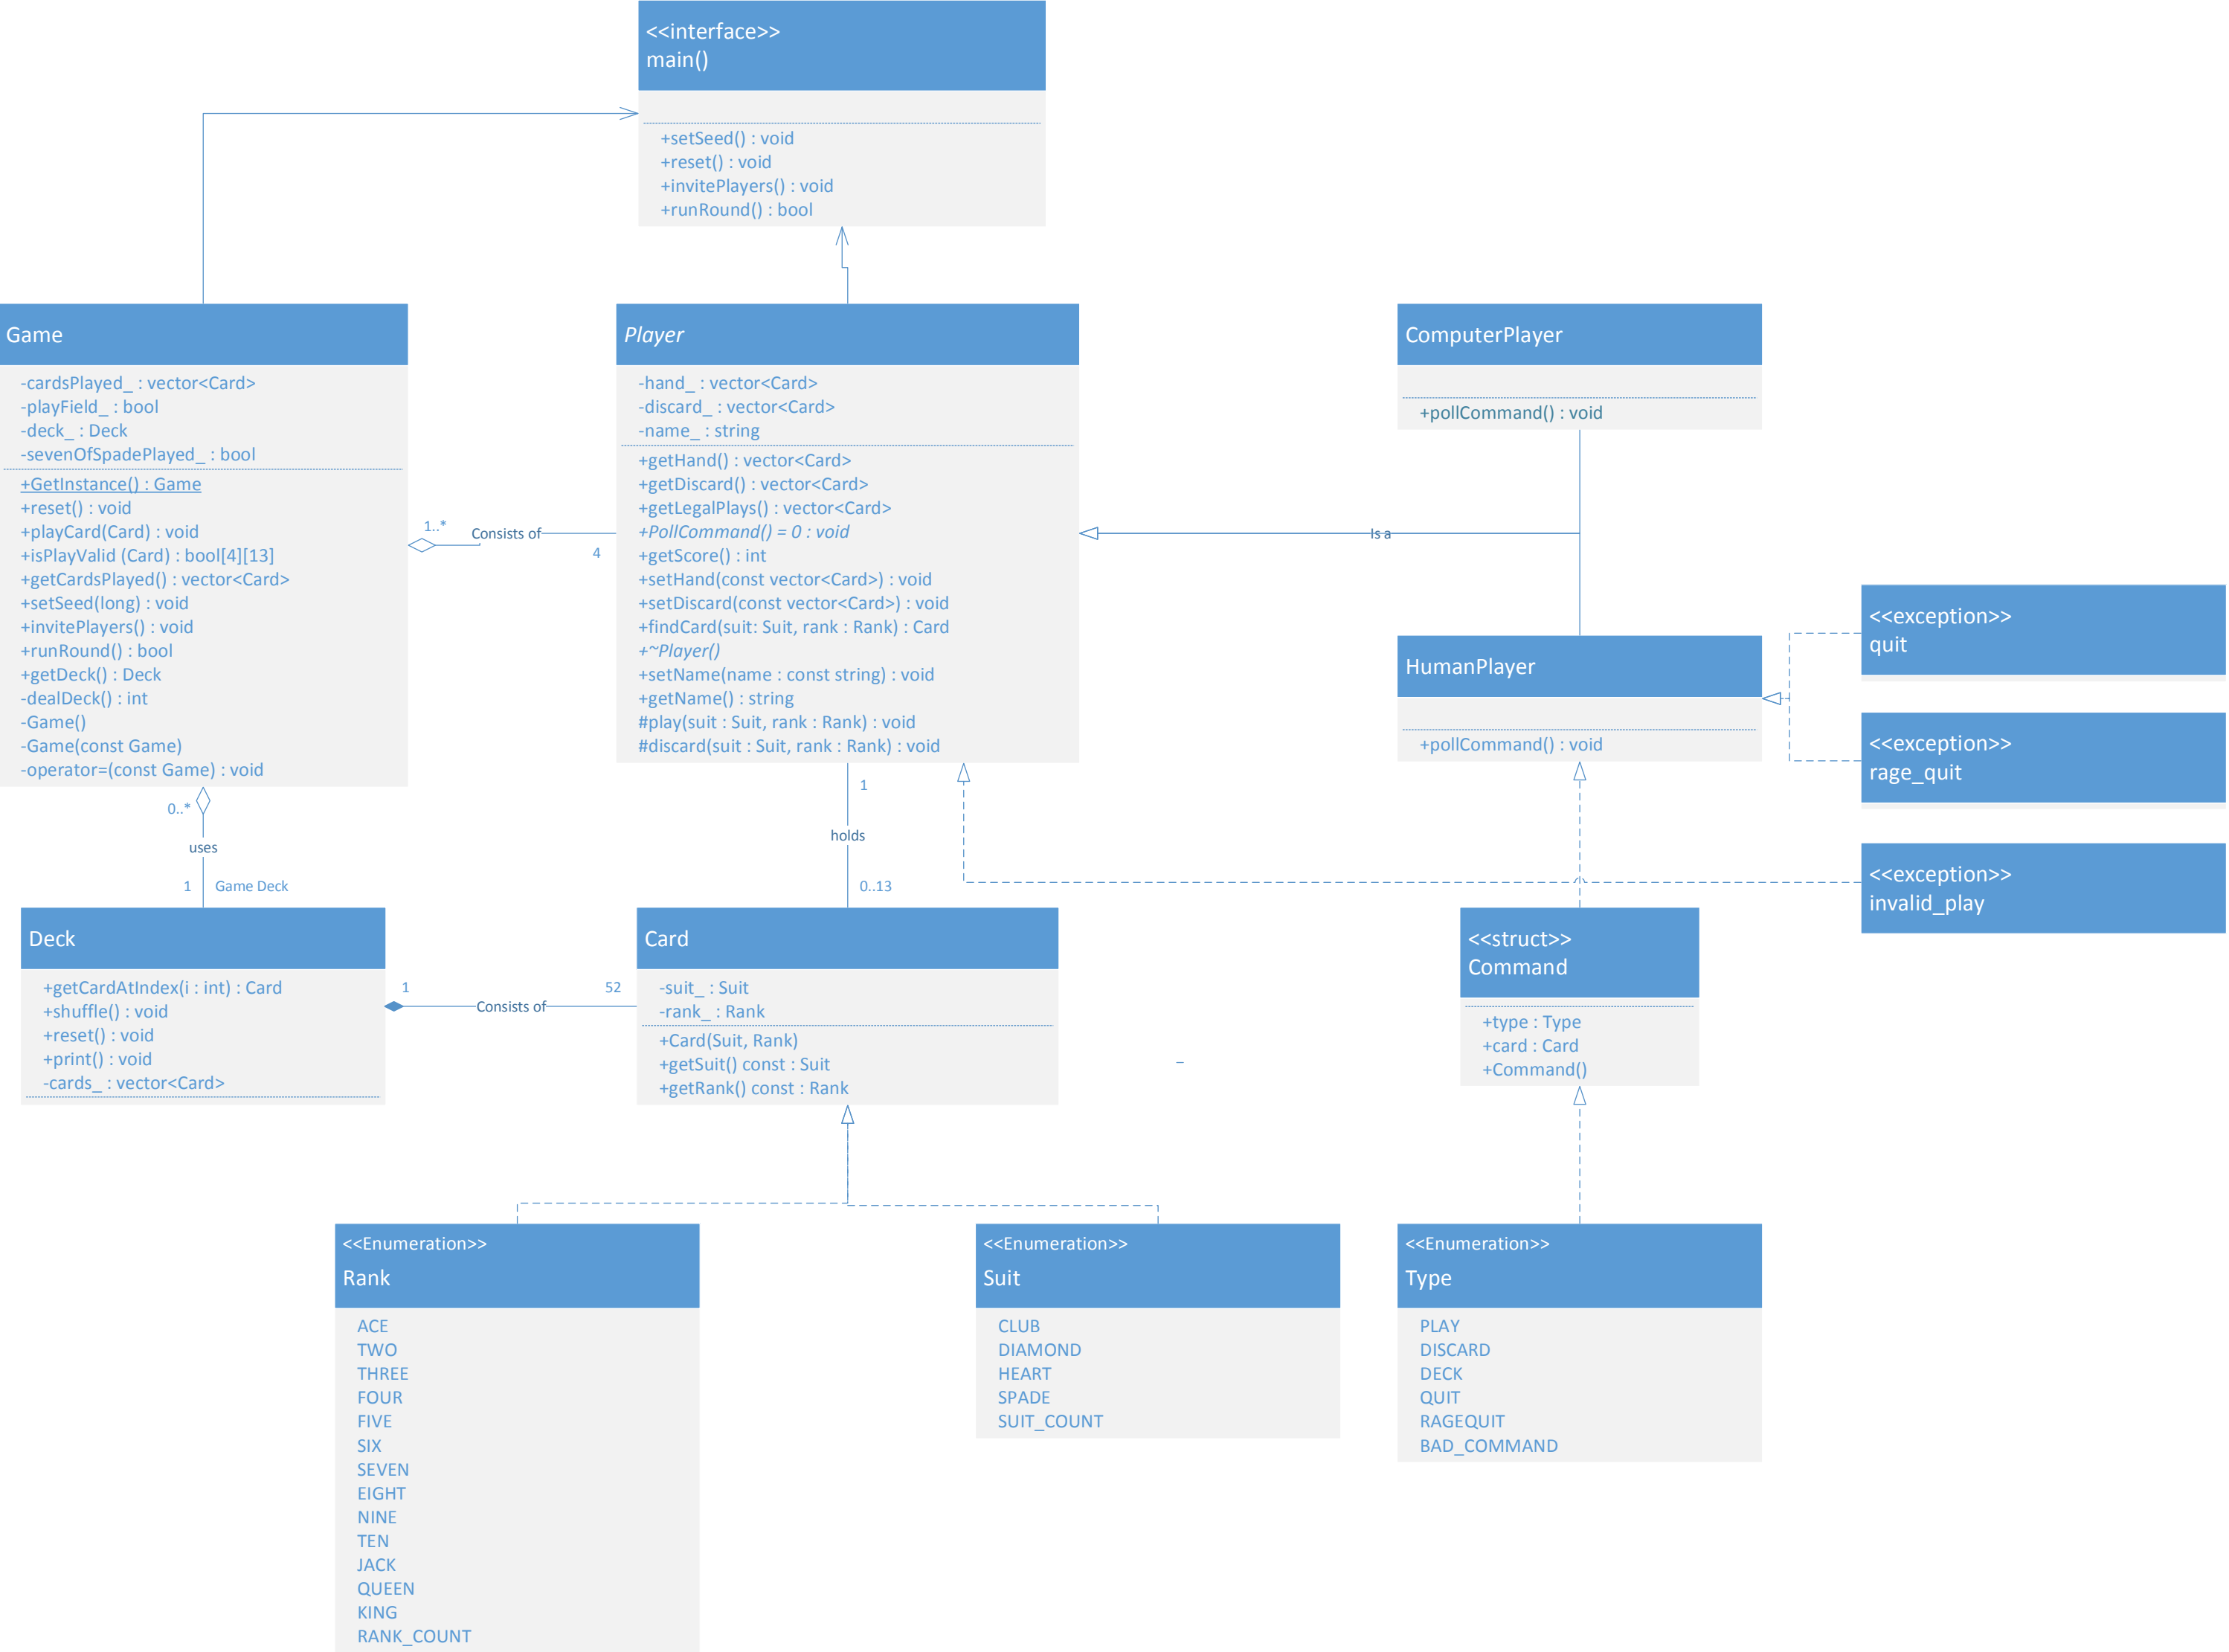 <<interface>>
main()
+setSeed() : void
+reset() : void
+invitePlayers() : void
+runRound() : bool
Game
-cardsPlayed_ : vector<Card>
-playField_ : bool
-deck_ : Deck
-sevenOfSpadePlayed_ : bool
+GetInstance() : Game
+reset() : void
+playCard(Card) : void
+isPlayValid (Card) : bool[4][13]
+getCardsPlayed() : vector<Card>
+setSeed(long) : void
+invitePlayers() : void
+runRound() : bool
+getDeck() : Deck
-dealDeck() : int
-Game()
-Game(const Game)
-operator=(const Game) : void
1..*
Consists of
4
Player
-hand_ : vector<Card>
-discard_ : vector<Card>
-name_ : string
+getHand() : vector<Card>
+getDiscard() : vector<Card>
+getLegalPlays() : vector<Card>
+PollCommand() = 0 : void
+getScore() : int
+setHand(const vector<Card>) : void
+setDiscard(const vector<Card>) : void
+findCard(suit: Suit, rank : Rank) : Card
+~Player()
+setName(name : const string) : void
+getName() : string
#play(suit : Suit, rank : Rank) : void
#discard(suit : Suit, rank : Rank) : void
ComputerPlayer
+pollCommand() : void
Is a
HumanPlayer
+pollCommand() : void
<<exception>>
quit
<<exception>>
rage_quit
<<exception>>
invalid_play
0..*
uses
1
Game Deck
1
holds
0..13
Deck
+getCardAtIndex(i : int) : Card
+shuffle() : void
+reset() : void
+print() : void
-cards_ : vector<Card>
1
Consists of
52
Card
-suit_ : Suit
-rank_ : Rank
+Card(Suit, Rank)
+getSuit() const : Suit
+getRank() const : Rank
<<struct>>
Command
+type : Type
+card : Card
+Command()
<<Enumeration>>
Rank
ACE
TWO
THREE
FOUR
FIVE
SIX
SEVEN
EIGHT
NINE
TEN
JACK
QUEEN
KING
RANK_COUNT
<<Enumeration>>
Suit
CLUB
DIAMOND
HEART
SPADE
SUIT_COUNT
<<Enumeration>>
Type
PLAY
DISCARD
DECK
QUIT
RAGEQUIT
BAD_COMMAND